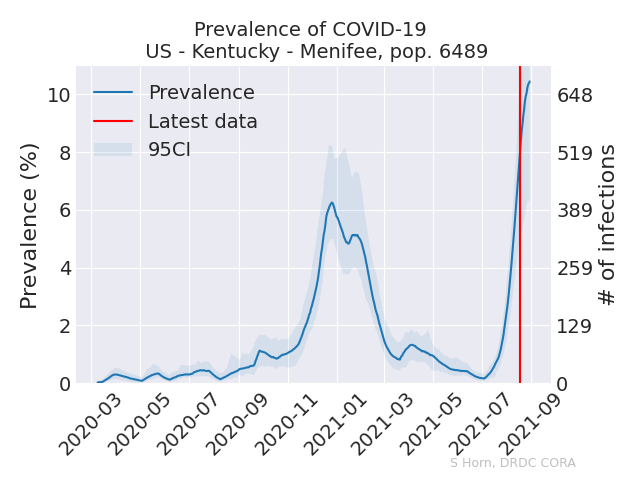 Prevalence of COVID-19
US - Kentucky - Menifee, pop. 6489
Prevalence
Latest data
95CI
Prevalence (%)
10
8
6
4
2
0
# of infections
648
519
389
259
129
0
2020-03
2020-05
2020-07
2020-09
2020-11
2021-01
2021-03
2021-05
2021-07
2021-09
S Horn, DRDC CORA